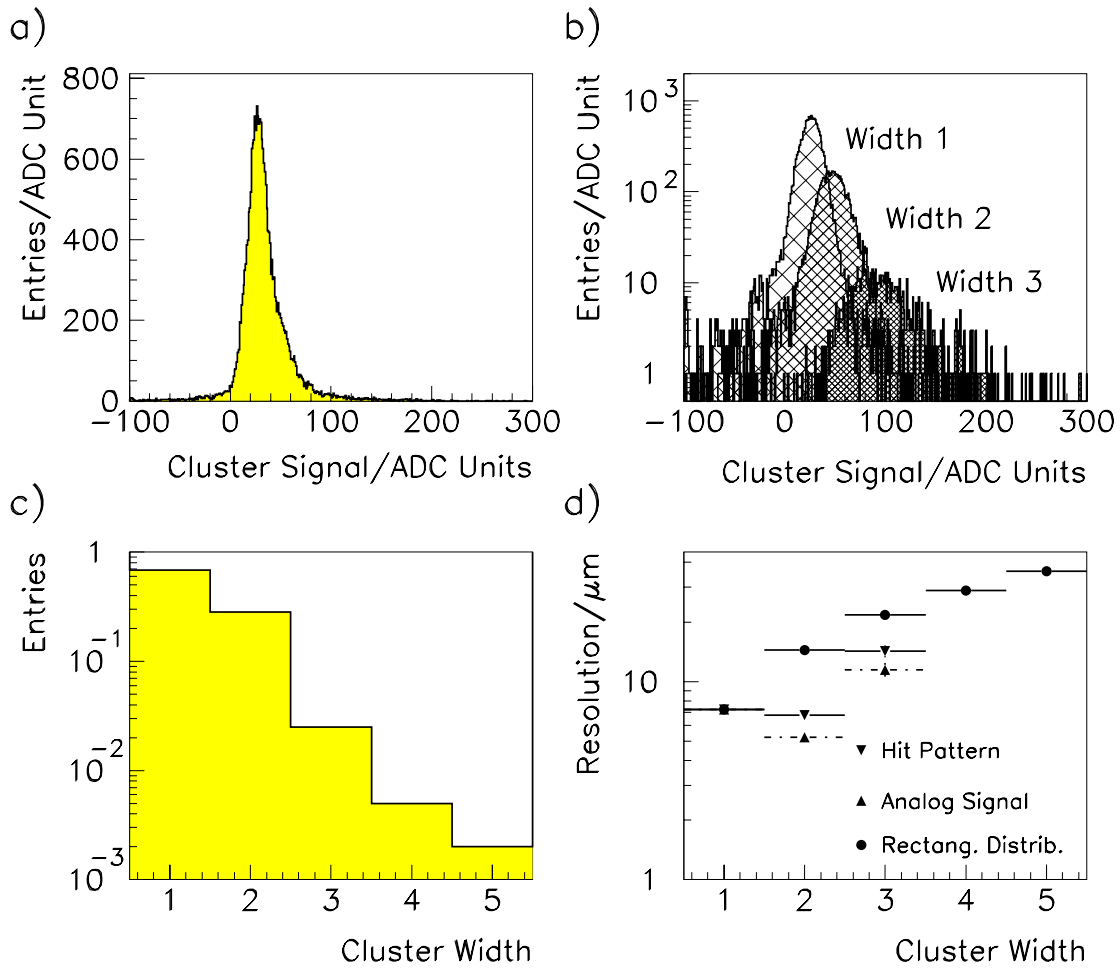 a)
Entries/ADC Unit
800
600
400
200
0
−100 0 100 200 300
Cluster Signal/ADC Units
b)
Entries/ADC Unit
10³
10²
10
1
Width 1
Width 2
Width 3
−100 0 100 200 300
Cluster Signal/ADC Units
c)
Entries
1
10⁻¹
10⁻²
10⁻³
1 2 3 4 5
Cluster Width
d)
Resolution/μm
10
1
Hit Pattern
Analog Signal
Rectang. Distrib.
1 2 3 4 5
Cluster Width